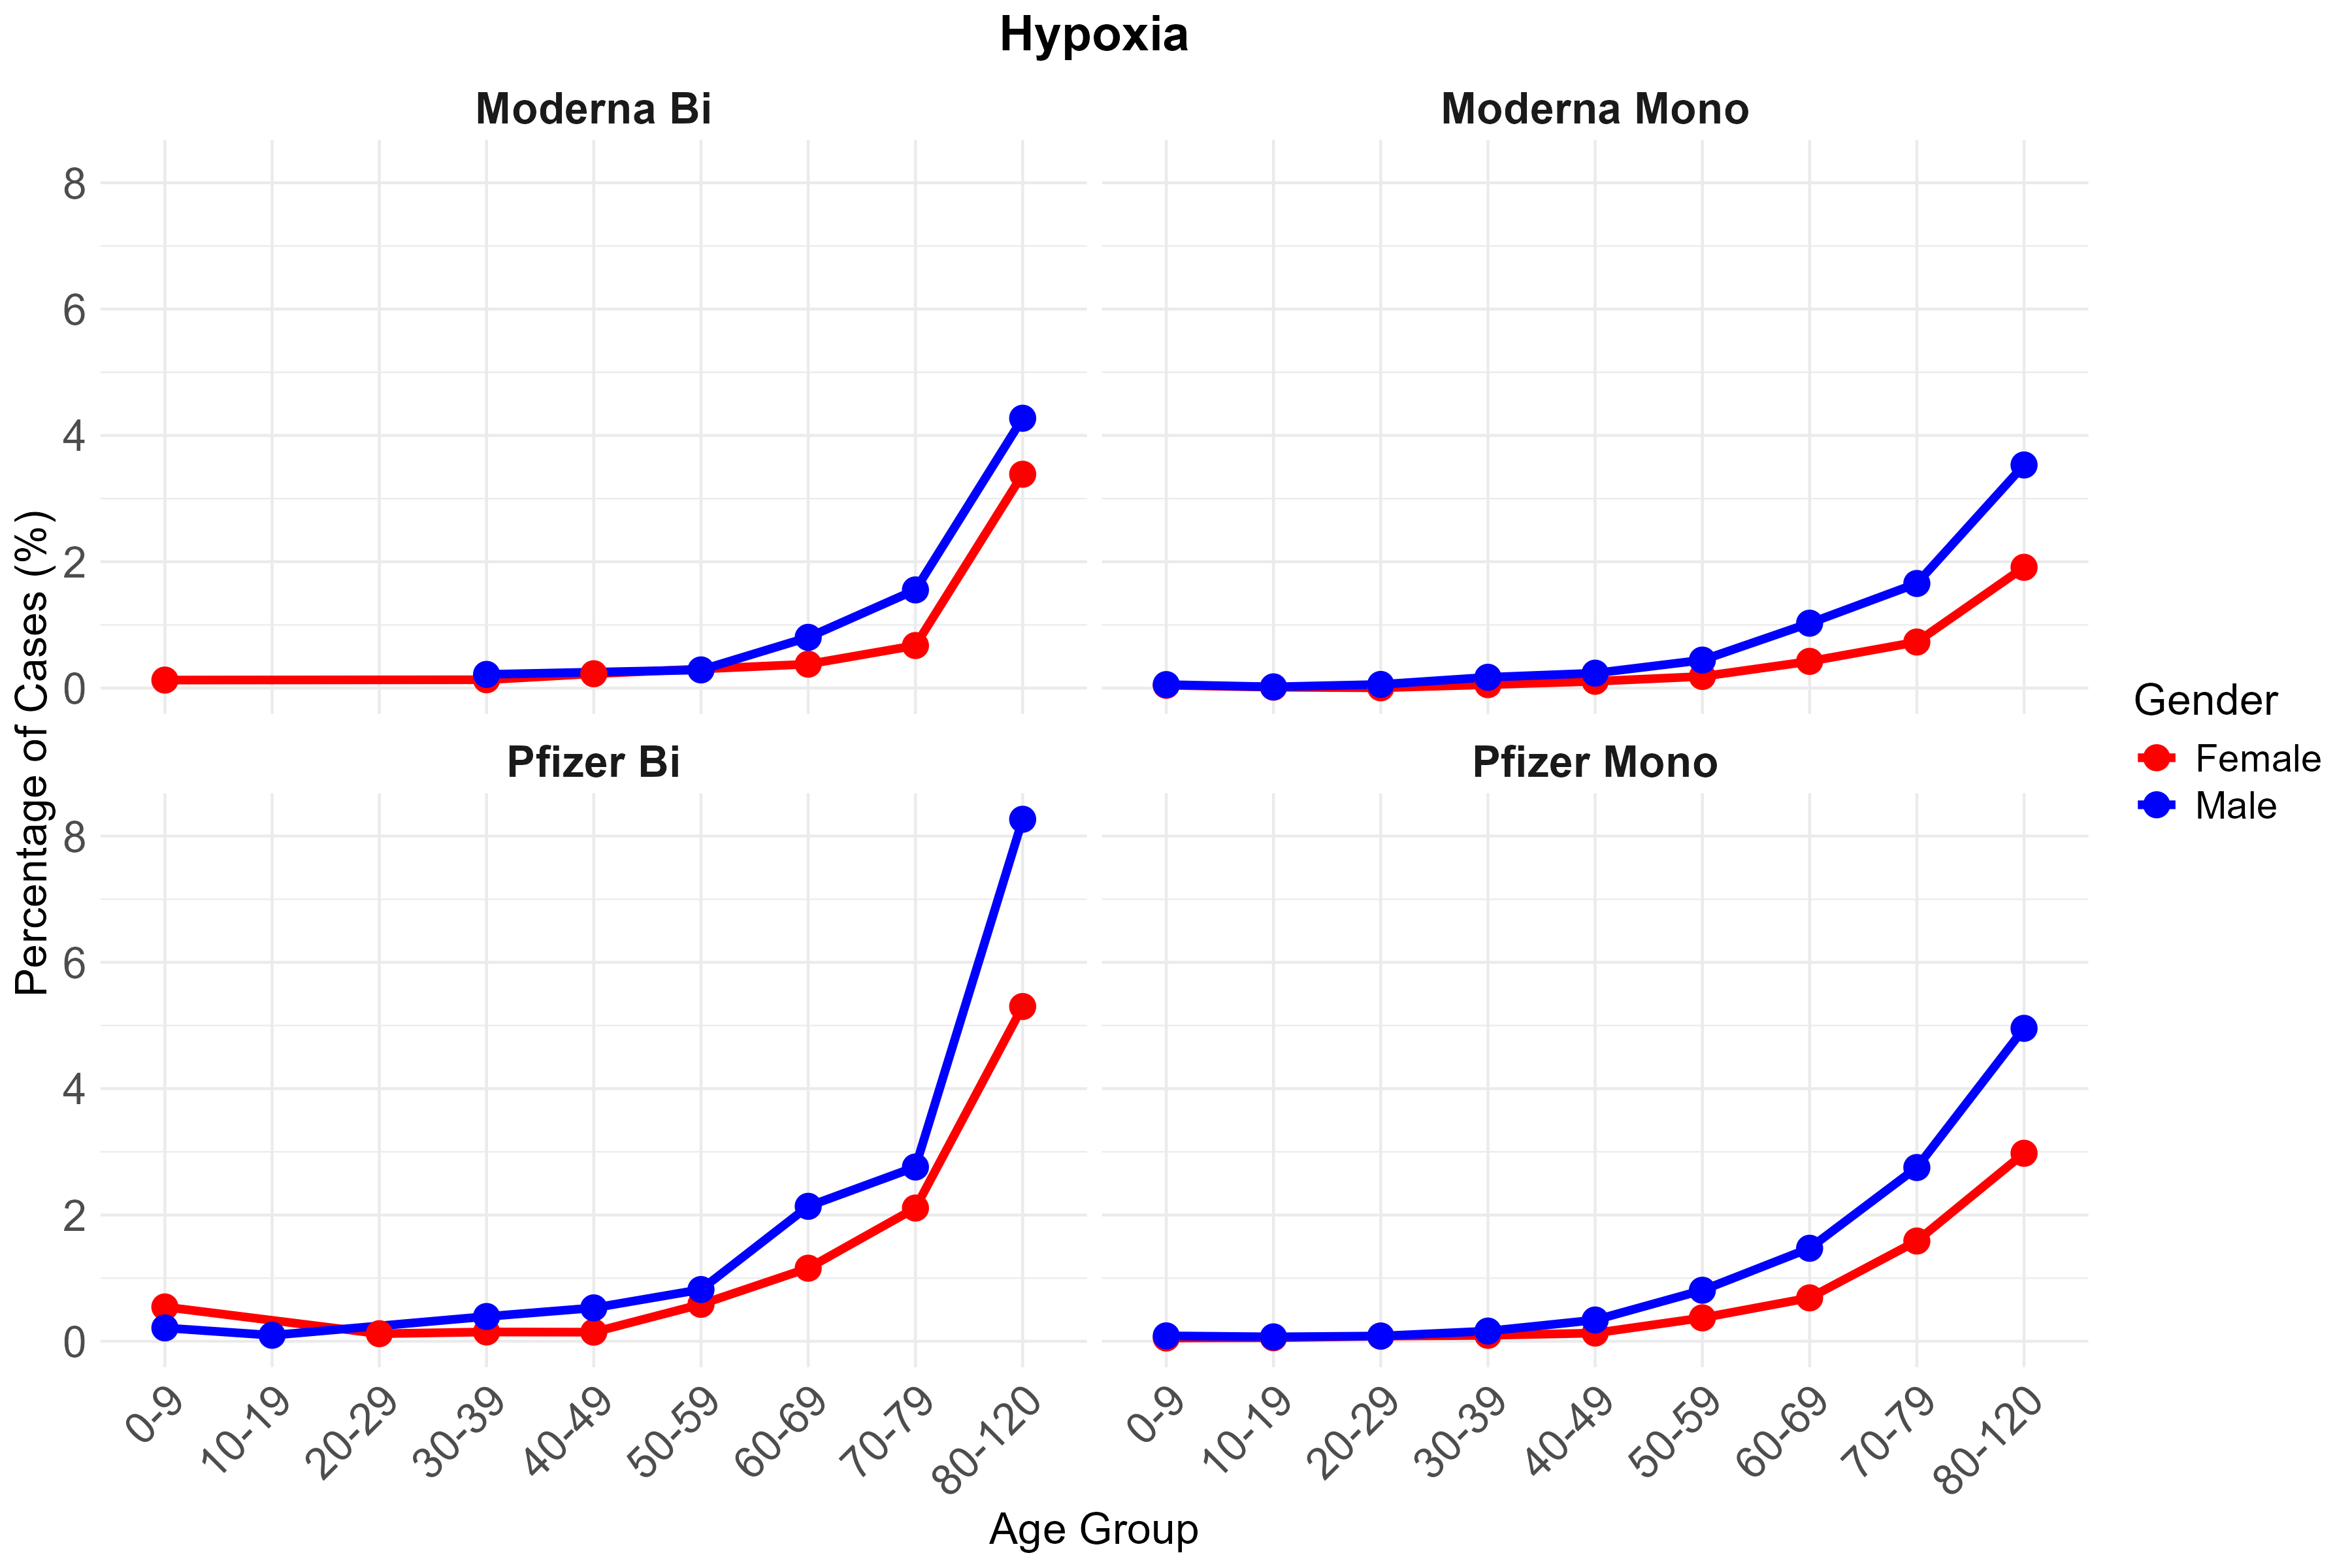 Hypoxia
Moderna Bi
Moderna Mono
8
6
4
2
0
Pfizer Bi
Pfizer Mono
8
6
4
2
0
Percentage of Cases (%)
0-9
10-19
20-29
30-39
40-49
50-59
60-69
70-79
80-120
0-9
10-19
20-29
30-39
40-49
50-59
60-69
70-79
80-120
Age Group
Gender
Female
Male